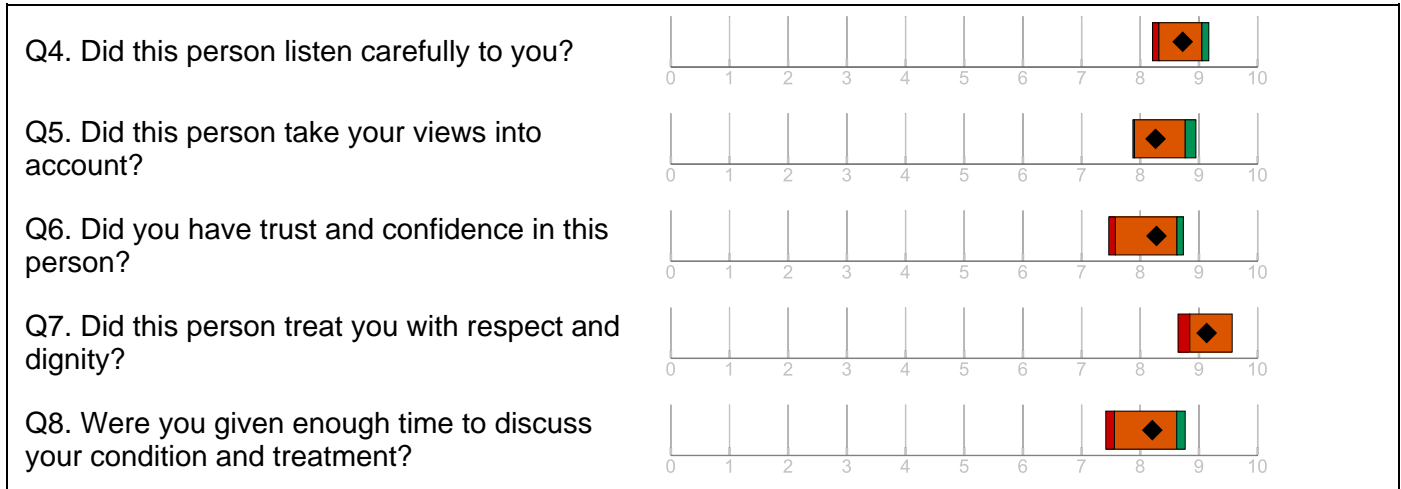 Q4. Did this person listen carefully to you?
0 1 2 3 4 5 6 7 8 9 10
Q5. Did this person take your views into
account?
0 1 2 3 4 5 6 7 8 9 10
Q6. Did you have trust and confidence in this
person?
0 1 2 3 4 5 6 7 8 9 10
Q7. Did this person treat you with respect and
dignity?
0 1 2 3 4 5 6 7 8 9 10
Q8. Were you given enough time to discuss
your condition and treatment?
0 1 2 3 4 5 6 7 8 9 10